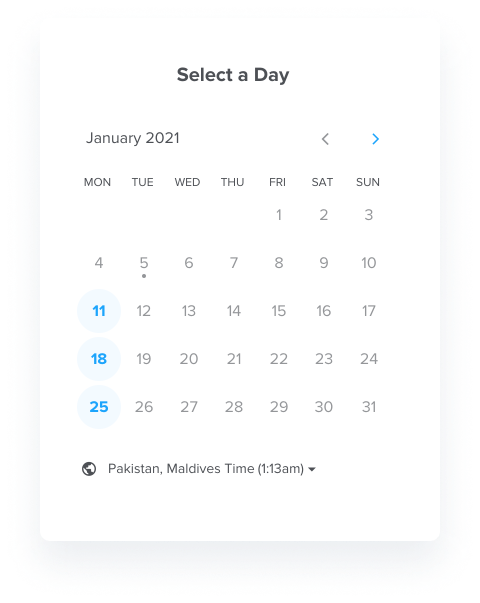 Select a Day
January 2021
MON TUE WED THU FRI SAT SUN
1 2 3
4 5 6 7 8 9 10
11 12 13 14 15 16 17
18 19 20 21 22 23 24
25 26 27 28 29 30 31
Pakistan, Maldives Time (1:13am)